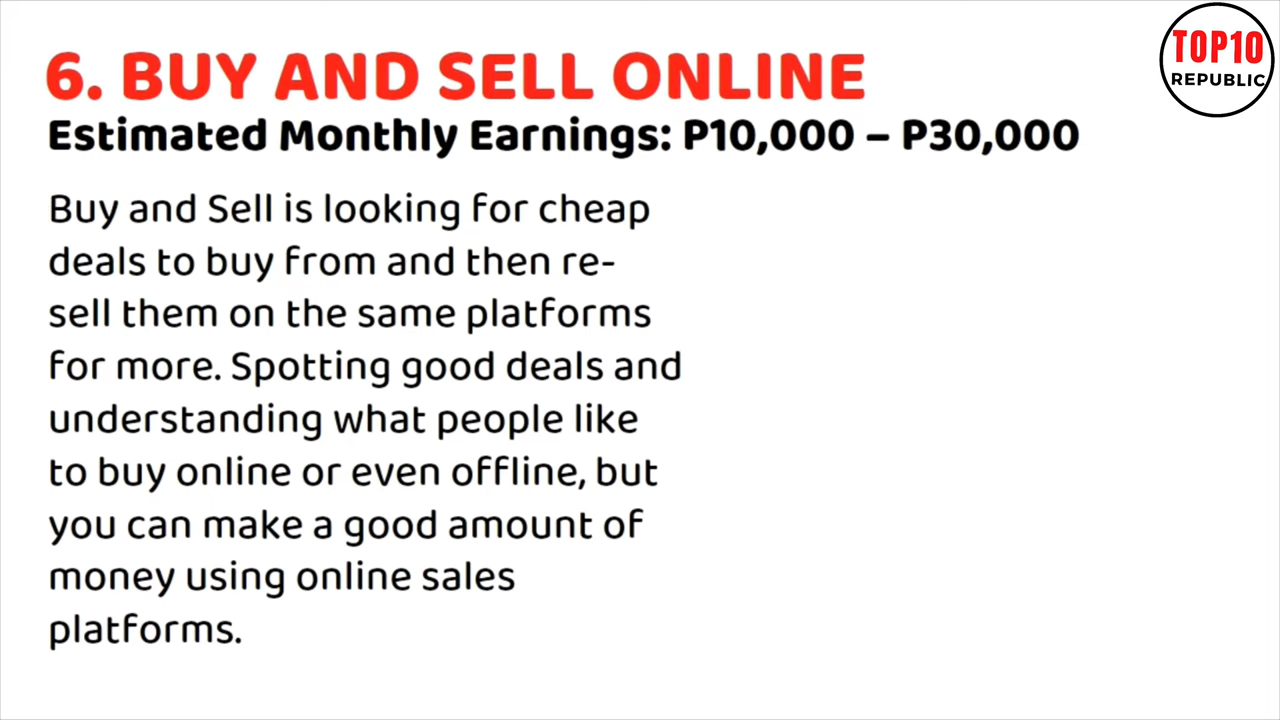 6. BUY AND SELL ONLINE
Estimated Monthly Earnings: P10,000 – P30,000
Buy and Sell is looking for cheap
deals to buy from and then re-
sell them on the same platforms
for more. Spotting good deals and
understanding what people like
to buy online or even offline, but
you can make a good amount of
money using online sales
platforms.
TOP10
REPUBLIC